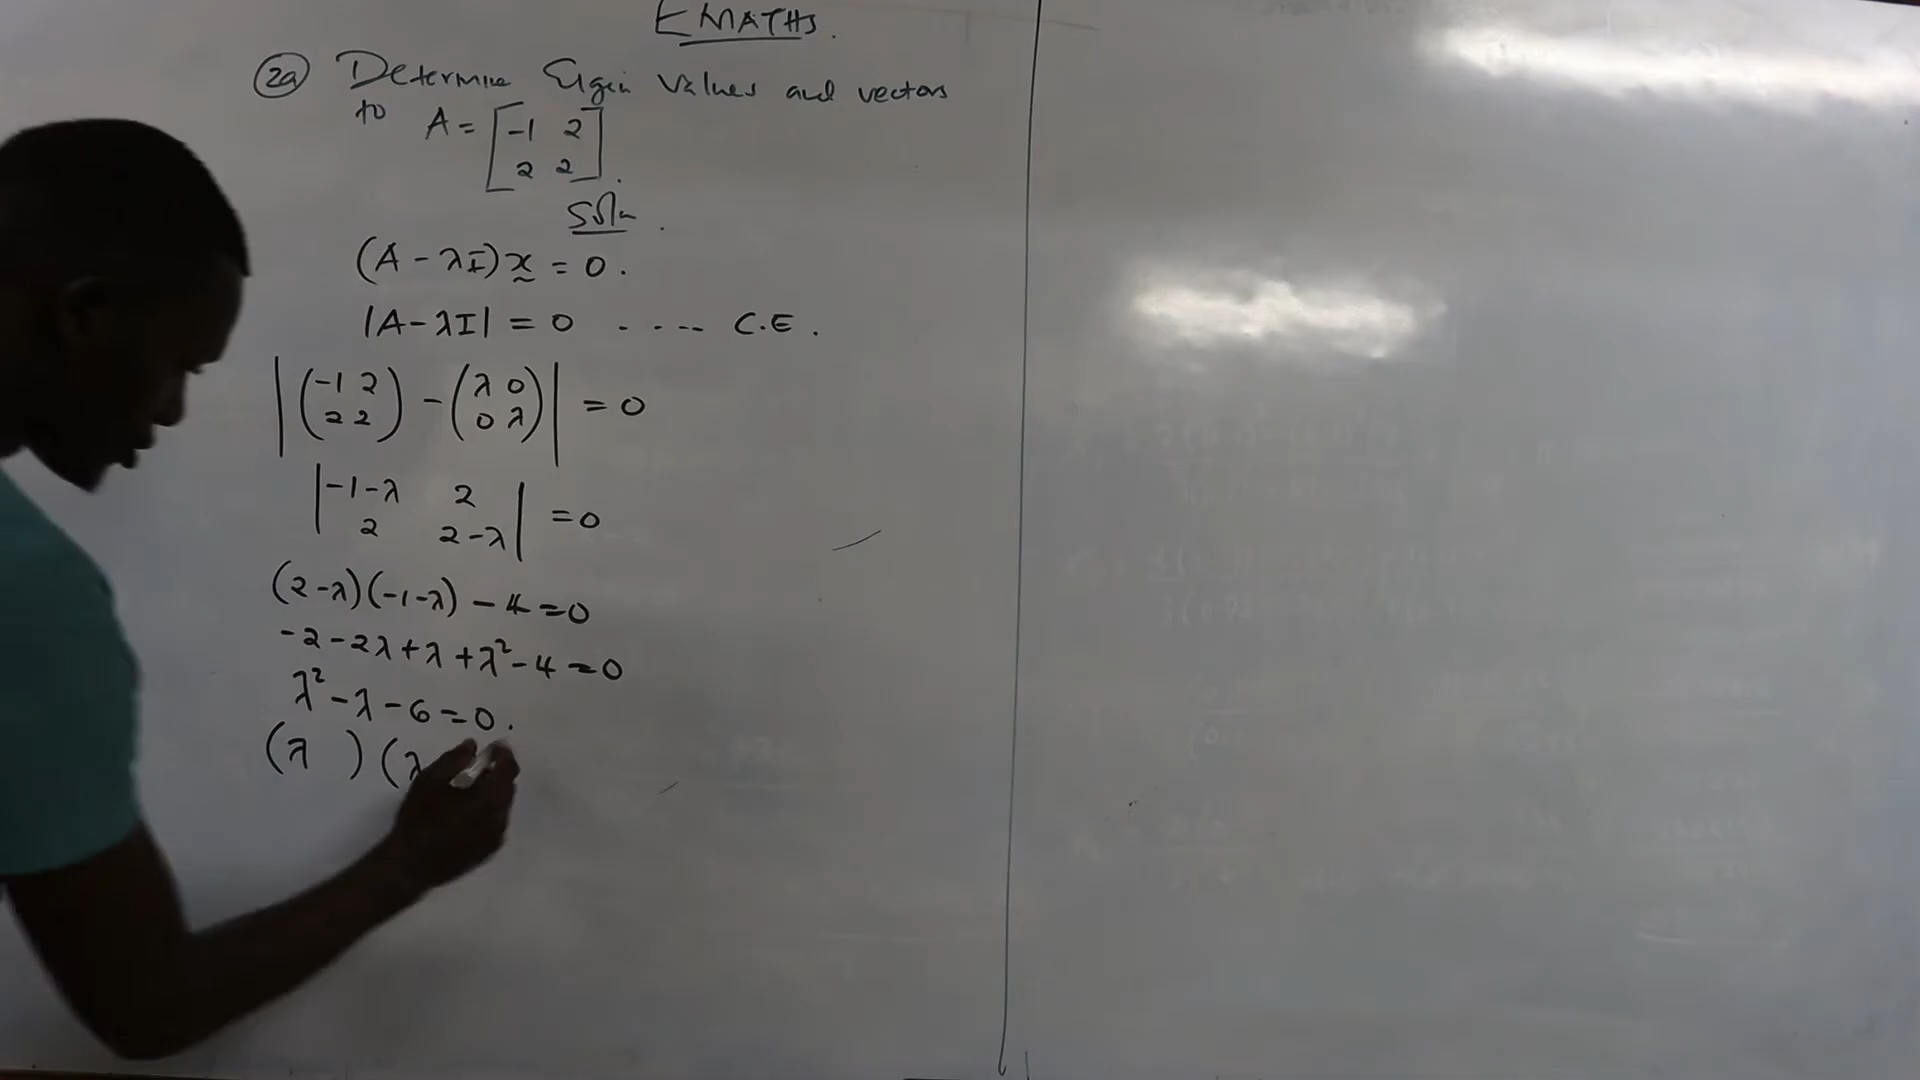 E MATHS.
2a Determine Eigen Values and vectors
to A = [-1 2
2 2].
Soln.
(A - λI)x = 0.
|A - λI| = 0 . . . . C.E.
|(-1 2
2 2) - (λ 0
0 λ)| = 0
|-1-λ 2
2 2-λ| = 0
(2-λ)(-1-λ) - 4 = 0
-2 - 2λ + λ + λ² - 4 = 0
λ² - λ - 6 = 0.
(λ ) (λ